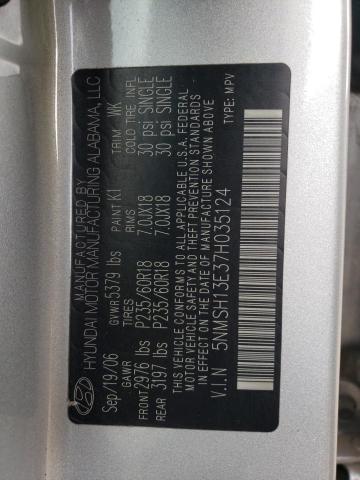 MANUFACTURED BY
HYUNDAI MOTOR MANUFACTURING ALABAMA, LLC
Sep/19/06 GVWR 5379 lbs PAINT K1 TRIM WK
GAWR TIRES RIMS COLD TIRE INFL
FRONT 2976 lbs P235/60R18 7.0JX18 30 psi SINGLE
REAR 3197 lbs P235/60R18 7.0JX18 30 psi SINGLE
THIS VEHICLE CONFORMS TO ALL APPLICABLE U.S.A. FEDERAL
MOTOR VEHICLE SAFETY AND THEFT PREVENTION STANDARDS
IN EFFECT ON THE DATE OF MANUFACTURE SHOWN ABOVE
V.I.N 5NMSH13E37H035124 TYPE: MPV